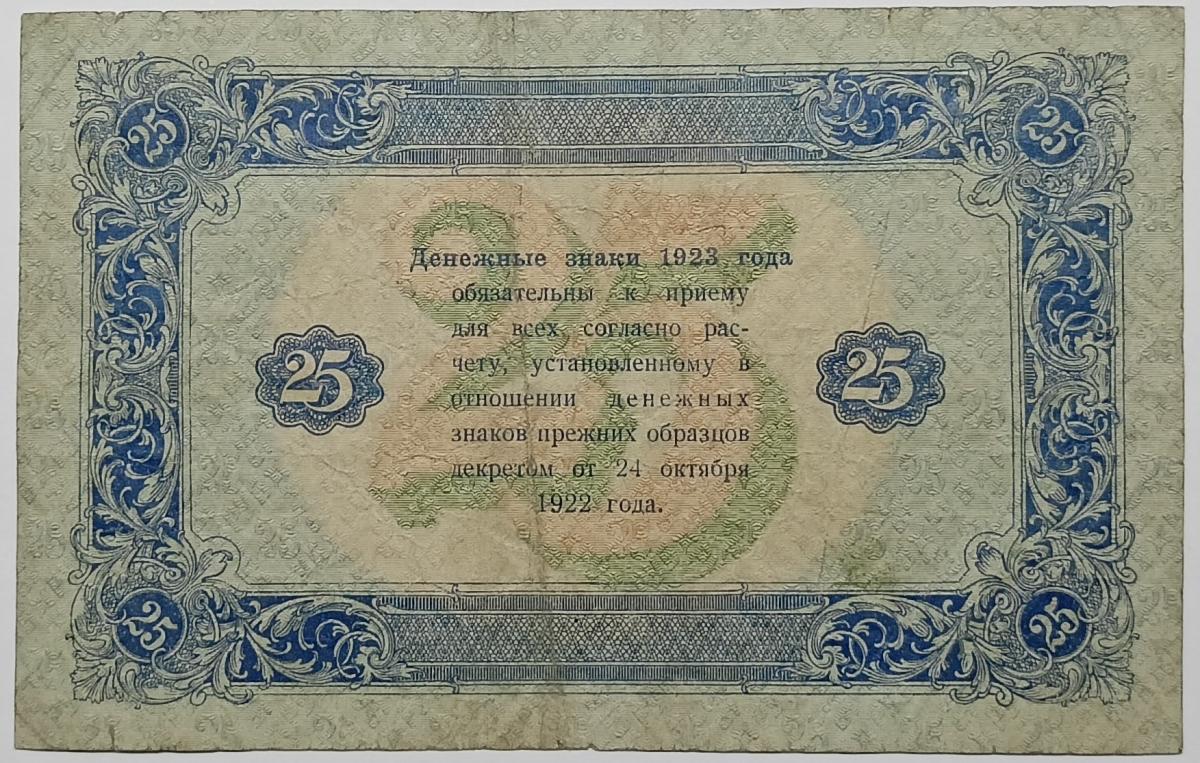 25 25
25
Денежные знаки 1923 года
обязательны к приему
для всех, согласно рас-
чету, установленному в
отношении денежных
знаков прежних образцов
декретом от 24 октября
1922 года.
25 25
25 25